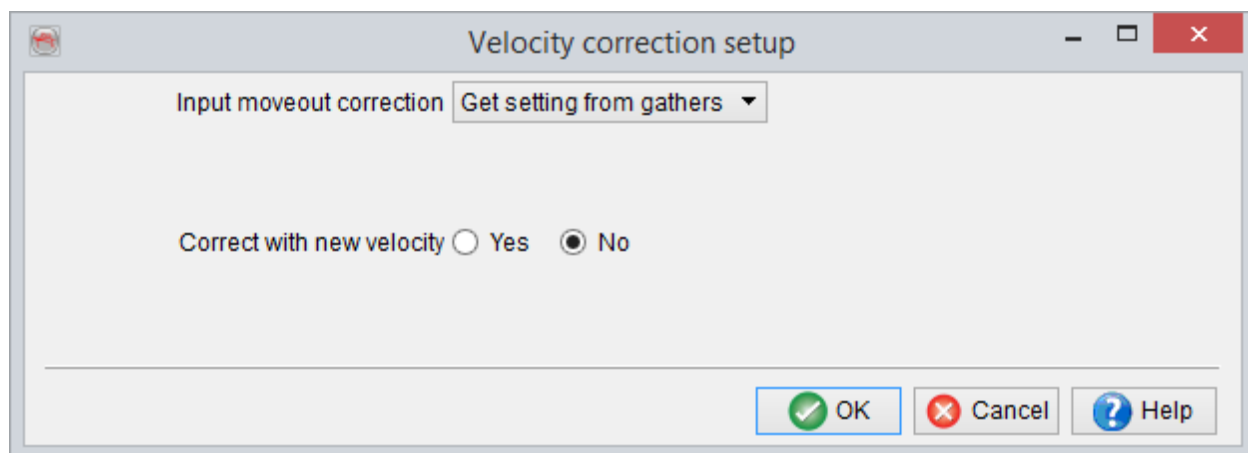 Velocity correction setup
Input moveout correction Get setting from gathers
Correct with new velocity Yes No
OK Cancel Help